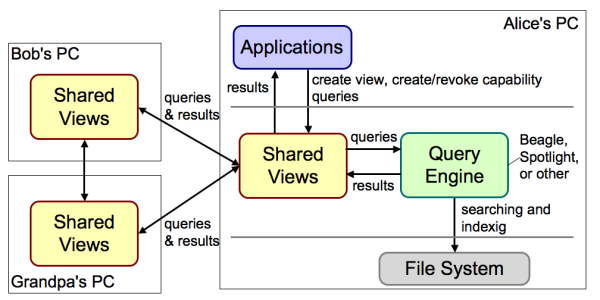 Alice's PC
Bob's PC
Applications
Shared
Views
results
create view, create/revoke capability
queries
queries
& results
Shared
Views
queries
results
Query
Engine
Beagle,
Spotlight,
or other
Shared
Views
queries
& results
searching and
indexig
Grandpa's PC
File System